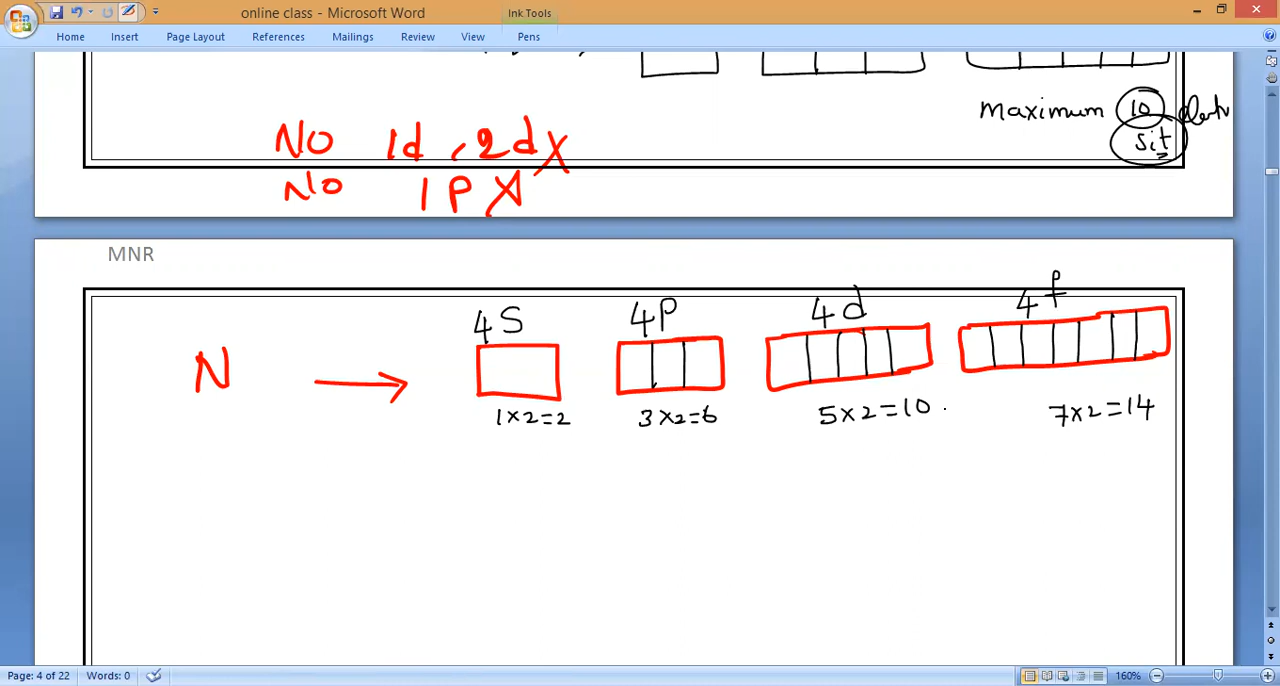 online class - Microsoft Word
Ink Tools
Home Insert Page Layout References Mailings Review View Pens
Maximum 10
Sit
NO 1d, 2d X
NO 1P X
MNR
4S 4P 4d 4f
N →
1×2=2 3×2=6 5×2=10 7×2=14
Page: 4 of 22 Words: 0 160%